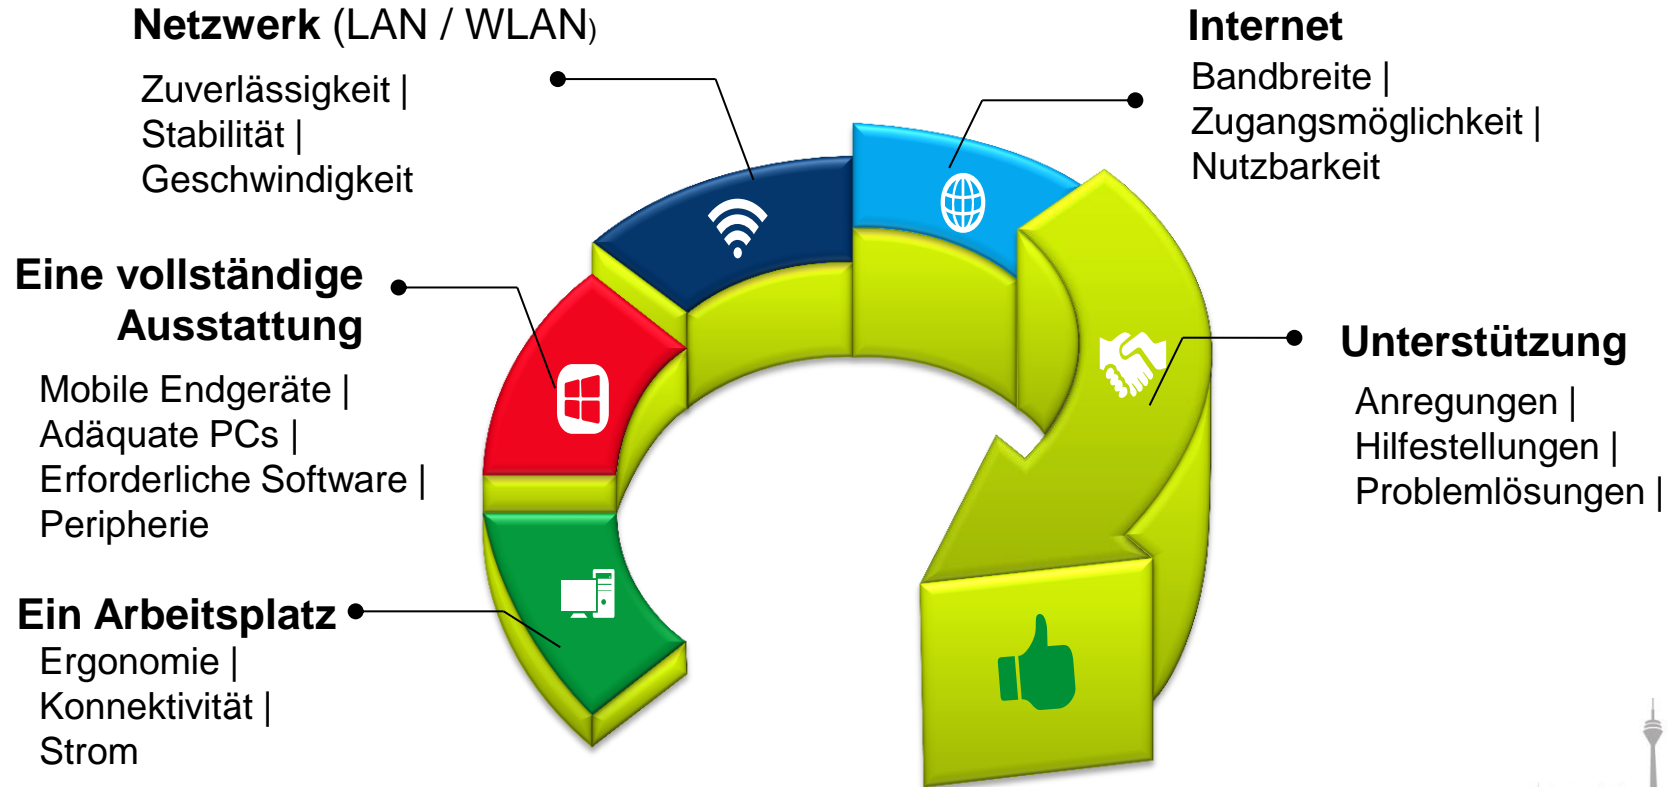 Netzwerk (LAN / WLAN)
Zuverlässigkeit |
Stabilität |
Geschwindigkeit
Internet
Bandbreite |
Zugangsmöglichkeit |
Nutzbarkeit
Eine vollständige
Ausstattung
Mobile Endgeräte |
Adäquate PCs |
Erforderliche Software |
Peripherie
Unterstützung
Anregungen |
Hilfestellungen |
Problemlösungen |
Ein Arbeitsplatz
Ergonomie |
Konnektivität |
Strom